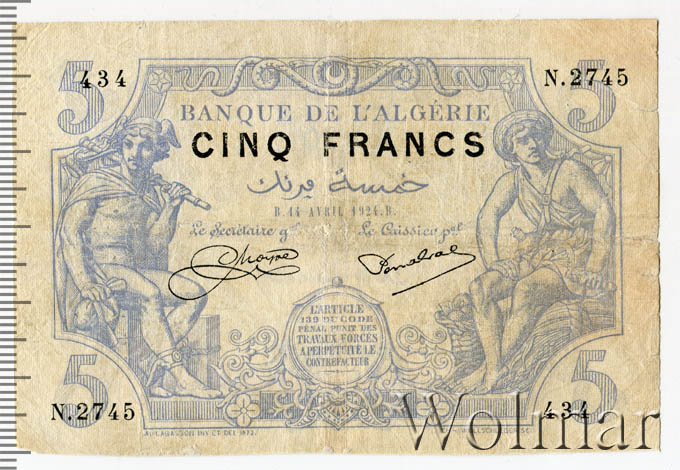 5 434 N.2745 5
BANQUE DE L'ALGÉRIE
CINQ FRANCS
خمسة فرنك
B. 14 AVRIL 1924. B.
Le Secrétaire gal Le Caissier pal
L'ARTICLE
139 DU CODE
PÉNAL PUNIT DES
TRAVAUX FORCÉS
A PERPÉTUITÉ LE
CONTREFACTEUR
5 N.2745 434 5
Wolmar